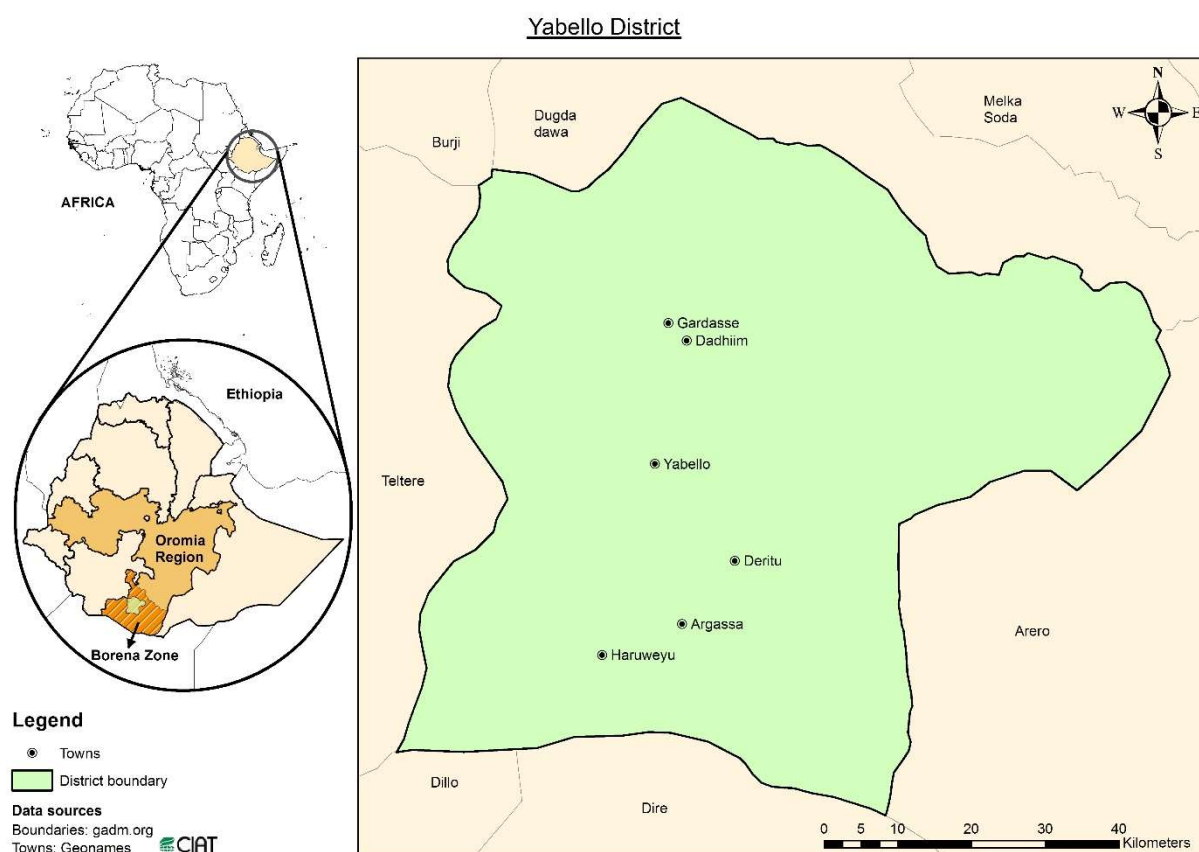 Yabello District
AFRICA
Ethiopia
Oromia
Region
Borena Zone
Legend
Towns
District boundary
Data sources
Boundaries: gadm.org
Towns: Geonames
CIAT
Burji
Dugda
dawa
Melka
Soda
N
W E
S
Gardasse
Dadhiim
Yabello
Teltere
Deritu
Argassa
Haruweyu
Arero
Dillo
Dire
0 5 10 20 30 40
Kilometers